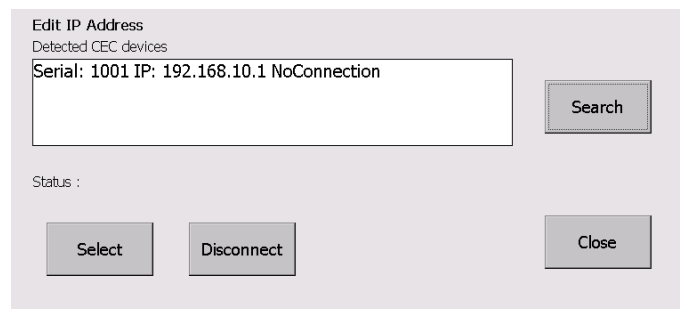 Edit IP Address
Detected CEC devices
Serial: 1001 IP: 192.168.10.1 NoConnection
Search
Status :
Select
Disconnect
Close